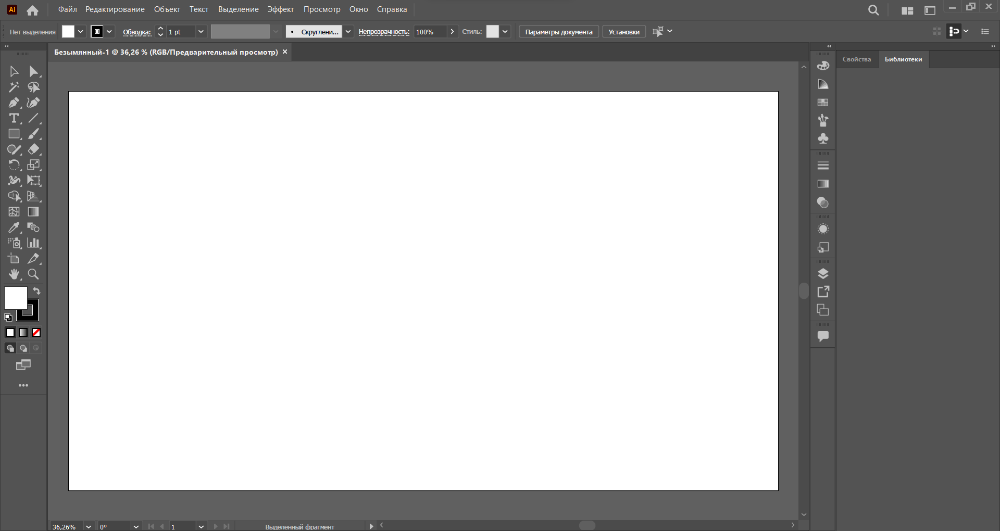 Ai Файл Редактирование Объект Текст Выделение Эффект Просмотр Окно Справка
Нет выделения Обводка: 1 pt Скруглени... Непрозрачность: 100% Стиль: Параметры документа Установки
Безымянный-1 @ 36,26 % (RGB/Предварительный просмотр)
Свойства Библиотеки
36,26% 0° 1 Выделенный фрагмент